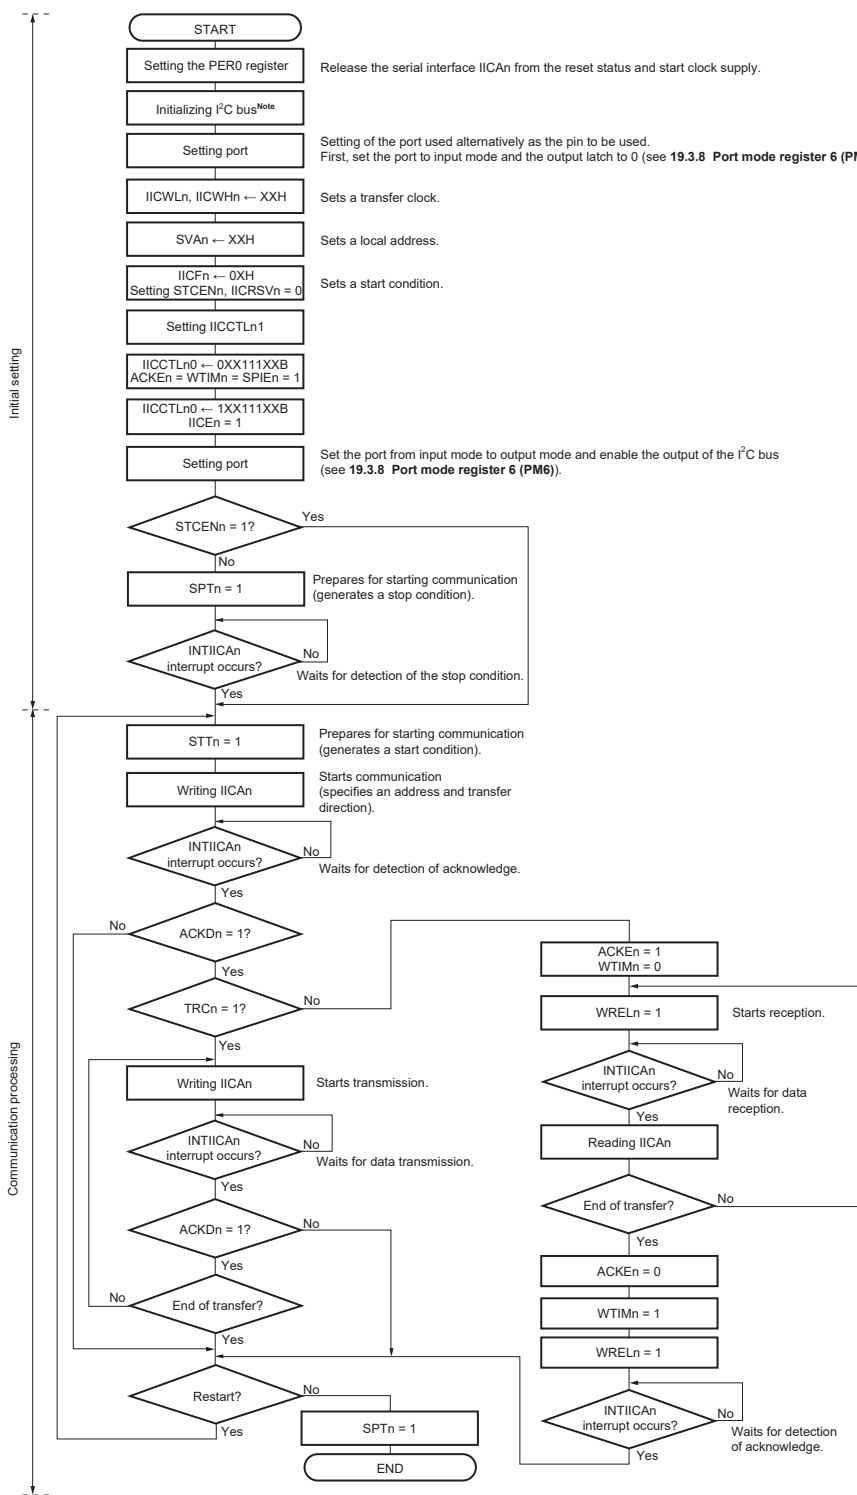 START
Setting the PER0 register
Release the serial interface IICAn from the reset status and start clock supply.
Initializing I2C busNote
Setting port
Setting of the port used alternatively as the pin to be used.
First, set the port to input mode and the output latch to 0 (see 19.3.8 Port mode register 6 (PM
IICWLn, IICWHn ← XXH
Sets a transfer clock.
SVAn ← XXH
Sets a local address.
IICFn ← 0XH
Setting STCENn, IICRSVn = 0
Sets a start condition.
Setting IICCTLn1
IICCTLn0 ← 0XX111XXB
ACKEn = WTIMn = SPIEn = 1
IICCTLn0 ← 1XX111XXB
IICEn = 1
Initial setting
Setting port
Set the port from input mode to output mode and enable the output of the I2C bus
(see 19.3.8 Port mode register 6 (PM6)).
STCENn = 1?
Yes
No
SPTn = 1
Prepares for starting communication
(generates a stop condition).
INTIICAn
interrupt occurs?
No
Waits for detection of the stop condition.
Yes
STTn = 1
Prepares for starting communication
(generates a start condition).
Writing IICAn
Starts communication
(specifies an address and transfer
direction).
INTIICAn
interrupt occurs?
No
Waits for detection of acknowledge.
Yes
No
ACKDn = 1?
Yes
TRCn = 1?
No
Yes
Communication processing
Writing IICAn
Starts transmission.
INTIICAn
interrupt occurs?
No
Waits for data transmission.
Yes
ACKDn = 1?
No
Yes
No
End of transfer?
Yes
Restart?
No
Yes
SPTn = 1
END
ACKEn = 1
WTIMn = 0
WRELn = 1
Starts reception.
INTIICAn
interrupt occurs?
No
Waits for data
reception.
Yes
Reading IICAn
End of transfer?
No
Yes
ACKEn = 0
WTIMn = 1
WRELn = 1
INTIICAn
interrupt occurs?
No
Waits for detection
of acknowledge.
Yes